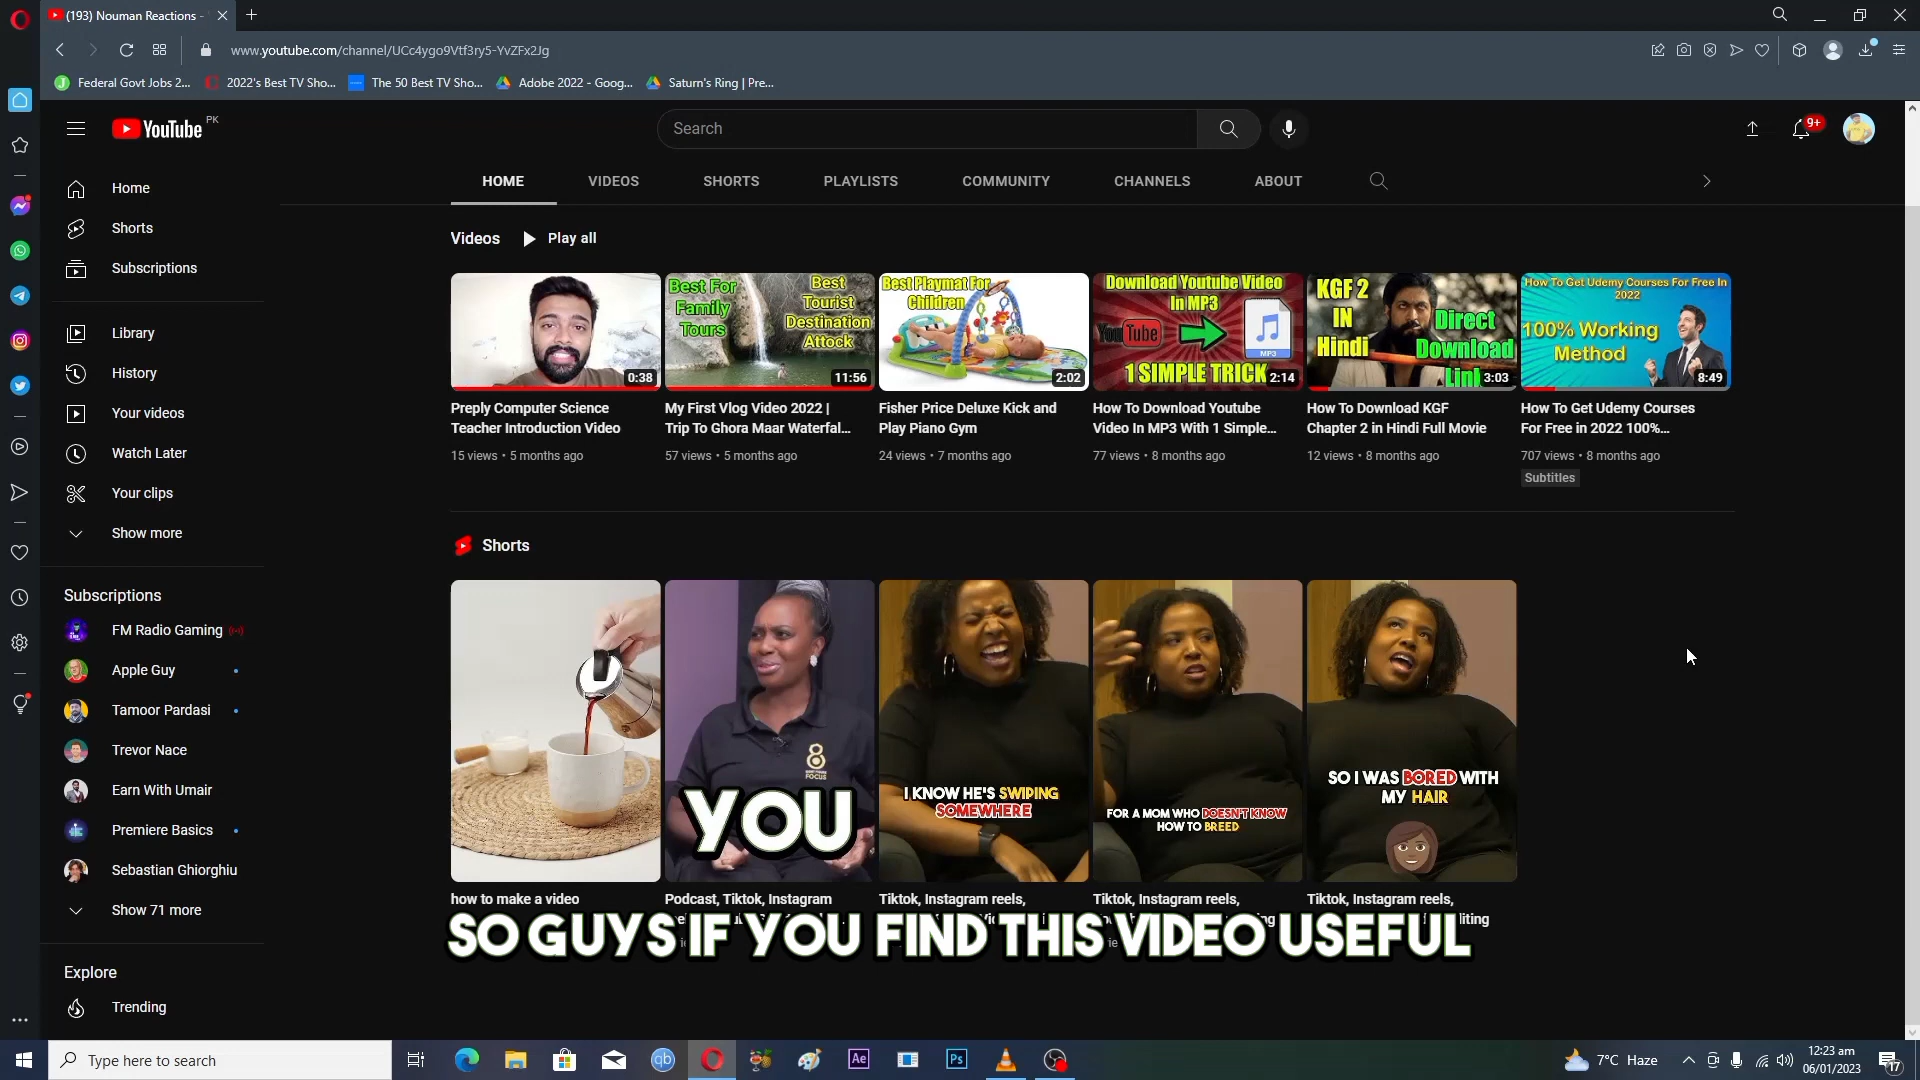 (193) Nouman Reactions -
www.youtube.com/channel/UCc4ygo9Vtf3ry5-YvZFx2Jg
Federal Govt Jobs 2...
2022's Best TV Sho...
The 50 Best TV Sho...
Adobe 2022 - Goog...
Saturn's Ring | Pre...
YouTube PK
Search
9+
HOME
VIDEOS
SHORTS
PLAYLISTS
COMMUNITY
CHANNELS
ABOUT
Home
Shorts
Subscriptions
Library
History
Your videos
Watch Later
Your clips
Show more
Subscriptions
FM Radio Gaming
Apple Guy
Tamoor Pardasi
Trevor Nace
Earn With Umair
Premiere Basics
Sebastian Ghiorghiu
Show 71 more
Explore
Trending
Videos
Play all
0:38
Preply Computer Science
Teacher Introduction Video
15 views • 5 months ago
Best For
Family
Tours
Best
Tourist
Destination
Attock
11:56
My First Vlog Video 2022 |
Trip To Ghora Maar Waterfal...
57 views • 5 months ago
Best Playmat For
Children
2:02
Fisher Price Deluxe Kick and
Play Piano Gym
24 views • 7 months ago
Download Youtube Video
In MP3
YouTube
MP3
1 SIMPLE TRICK
2:14
How To Download Youtube
Video In MP3 With 1 Simple...
77 views • 8 months ago
KGF 2
IN
Hindi
Direct
Download
Link
3:03
How To Download KGF
Chapter 2 in Hindi Full Movie
12 views • 8 months ago
How To Get Udemy Courses For Free In
2022
100% Working
Method
8:49
How To Get Udemy Courses
For Free in 2022 100%...
707 views • 8 months ago
Subtitles
Shorts
how to make a video
8
FOCUS
YOU
Podcast, Tiktok, Instagram
I KNOW HE'S SWIPING
SOMEWHERE
Tiktok, Instagram reels,
FOR A MOM WHO DOESN'T KNOW
HOW TO BREED
Tiktok, Instagram reels,
SO I WAS BORED WITH
MY HAIR
Tiktok, Instagram reels,
SO GUYS IF YOU FIND THIS VIDEO USEFUL
Type here to search
qb
Ae
Ps
7°C Haze
12:23 am
06/01/2023
17